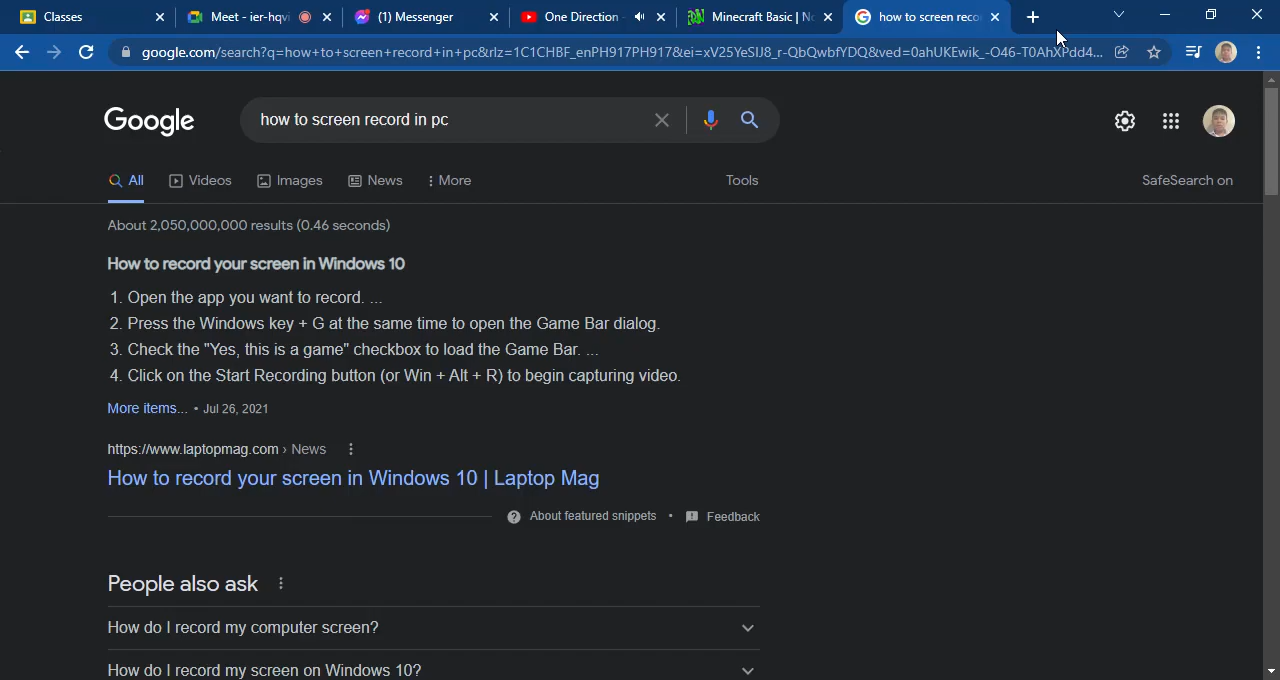 Classes
Meet - ier-hqvi
(1) Messenger
One Direction
Minecraft Basic | No
how to screen reco
google.com/search?q=how+to+screen+record+in+pc&rlz=1C1CHBF_enPH917PH917&ei=xV25YeSIJ8_r-QbQwbfYDQ&ved=0ahUKEwik_-O46-T0AhXPdd4...
Google
how to screen record in pc
All
Videos
Images
News
More
Tools
SafeSearch on
About 2,050,000,000 results (0.46 seconds)
How to record your screen in Windows 10
1. Open the app you want to record. ...
2. Press the Windows key + G at the same time to open the Game Bar dialog.
3. Check the "Yes, this is a game" checkbox to load the Game Bar. ...
4. Click on the Start Recording button (or Win + Alt + R) to begin capturing video.
More items... • Jul 26, 2021
https://www.laptopmag.com › News
How to record your screen in Windows 10 | Laptop Mag
About featured snippets • Feedback
People also ask
How do I record my computer screen?
How do I record my screen on Windows 10?